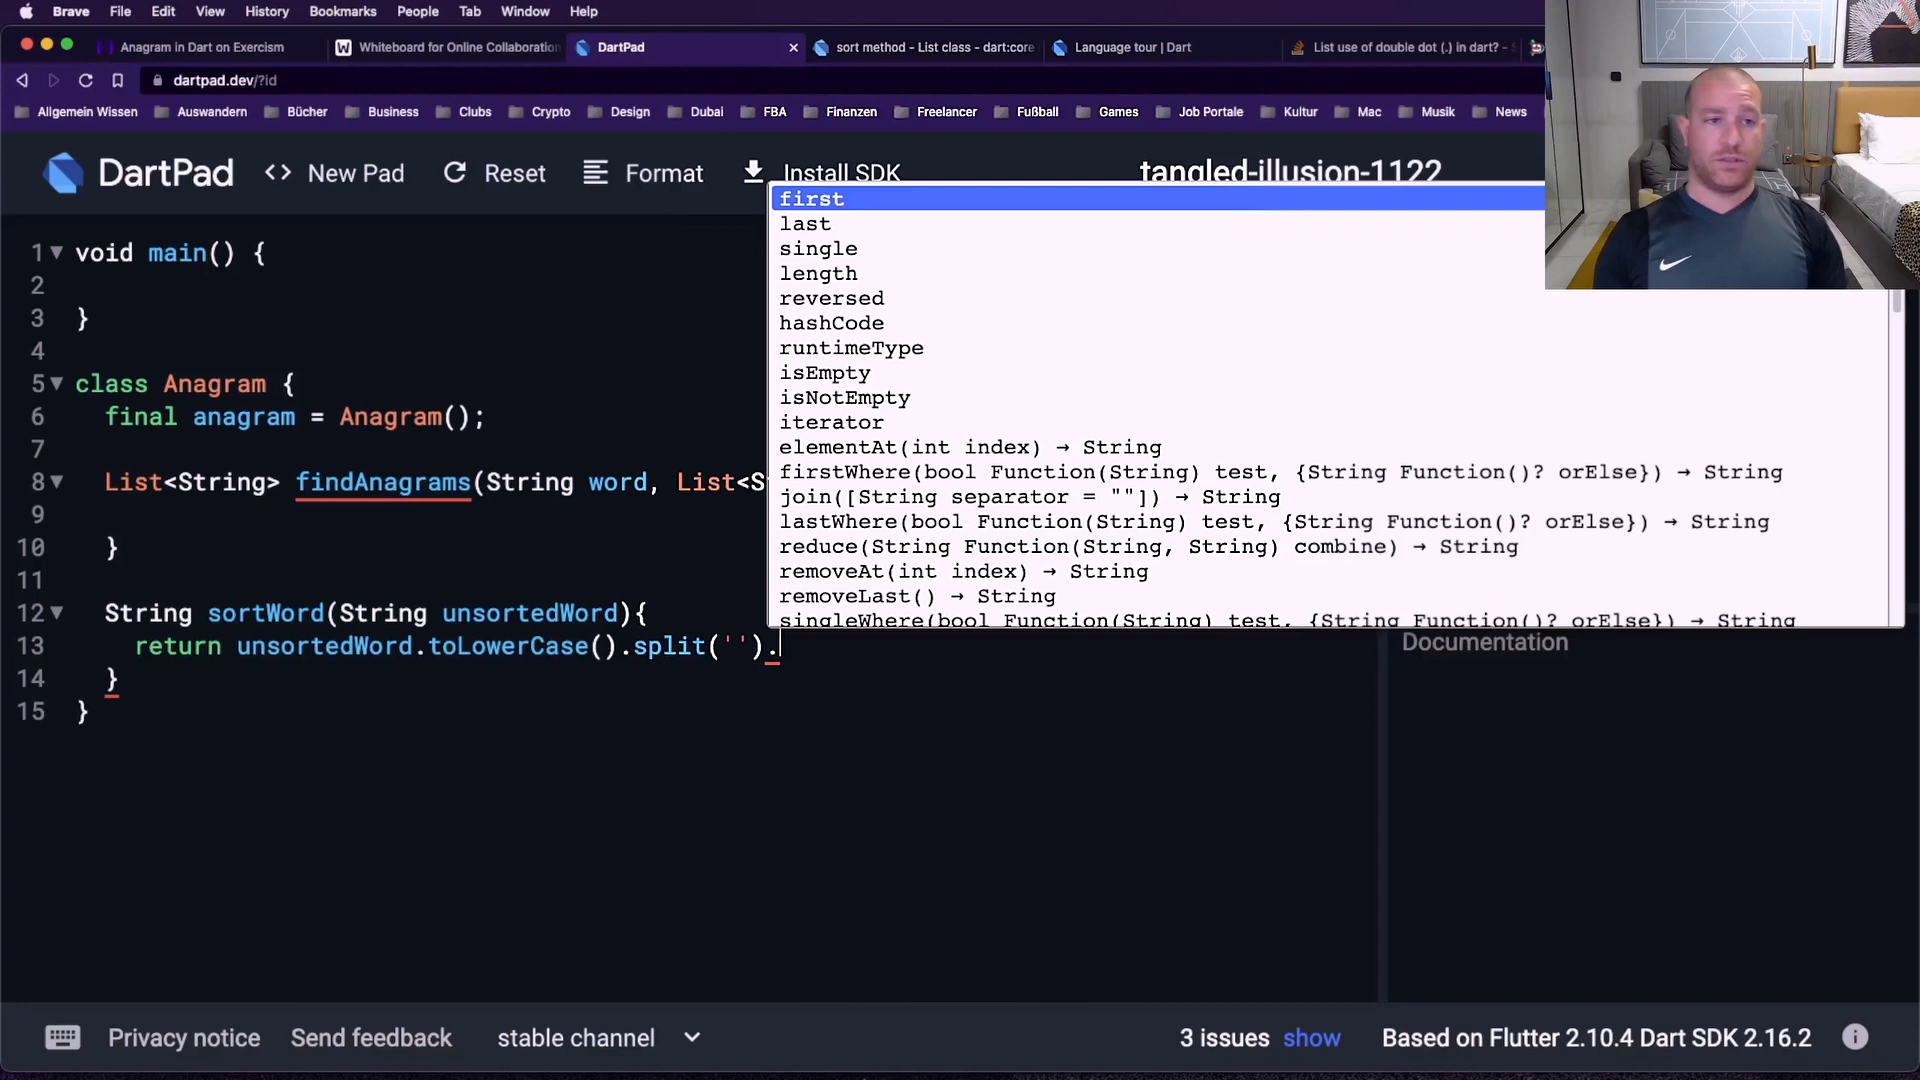 Brave File Edit View History Bookmarks People Tab Window Help
Anagram in Dart on Exercism
Whiteboard for Online Collaboration
DartPad
sort method - List class - dart:core
Language tour | Dart
List use of double dot (.) in dart? - S
dartpad.dev/?id
Allgemein Wissen Auswandern Bücher Business Clubs Crypto Design Dubai FBA Finanzen Freelancer Fußball Games Job Portale Kultur Mac Musik News
DartPad <> New Pad Reset Format Install SDK tangled-illusion-1122
1 void main() {
2
3 }
4
5 class Anagram {
6 final anagram = Anagram();
7
8 List<String> findAnagrams(String word, List<S
9
10 }
11
12 String sortWord(String unsortedWord){
13 return unsortedWord.toLowerCase().split('').
14 }
15 }
first
last
single
length
reversed
hashCode
runtimeType
isEmpty
isNotEmpty
iterator
elementAt(int index) → String
firstWhere(bool Function(String) test, {String Function()? orElse}) → String
join([String separator = ""]) → String
lastWhere(bool Function(String) test, {String Function()? orElse}) → String
reduce(String Function(String, String) combine) → String
removeAt(int index) → String
removeLast() → String
singleWhere(bool Function(String) test, {String Function()? orElse}) → String
Documentation
Privacy notice Send feedback stable channel 3 issues show Based on Flutter 2.10.4 Dart SDK 2.16.2